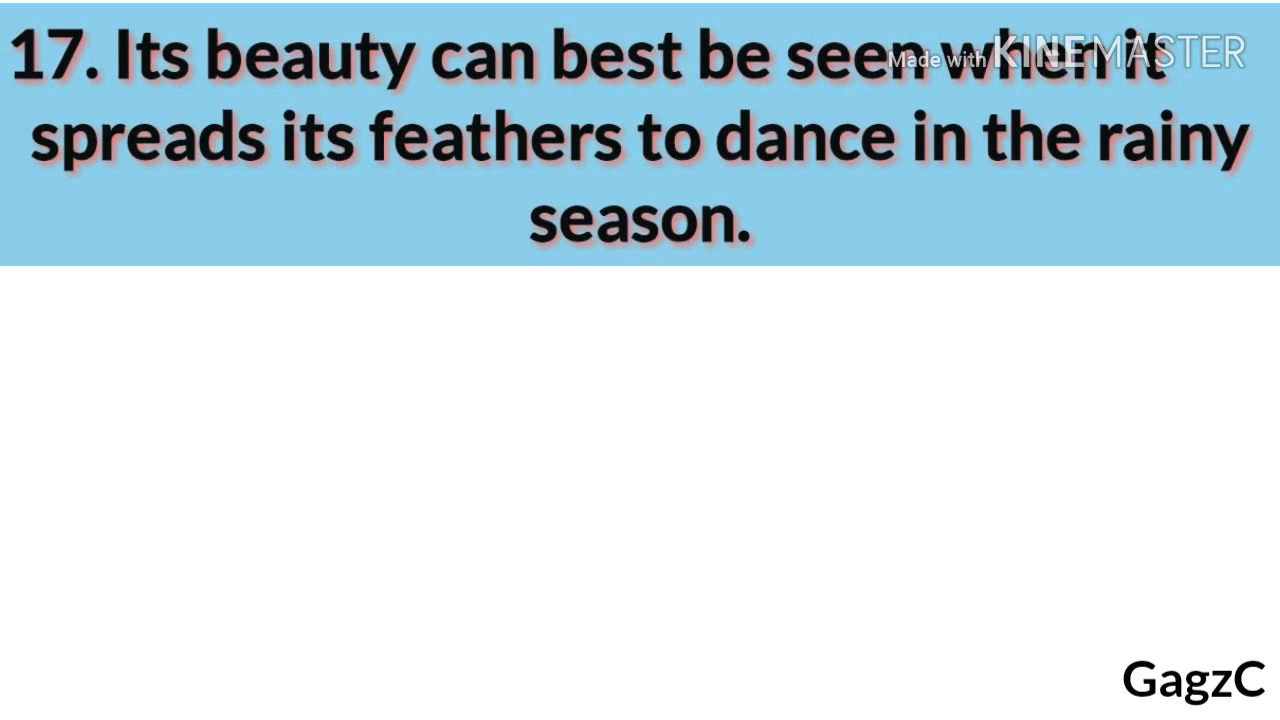 17. Its beauty can best be seen when it
Made with KINEMASTER
spreads its feathers to dance in the rainy
season.
GagzC